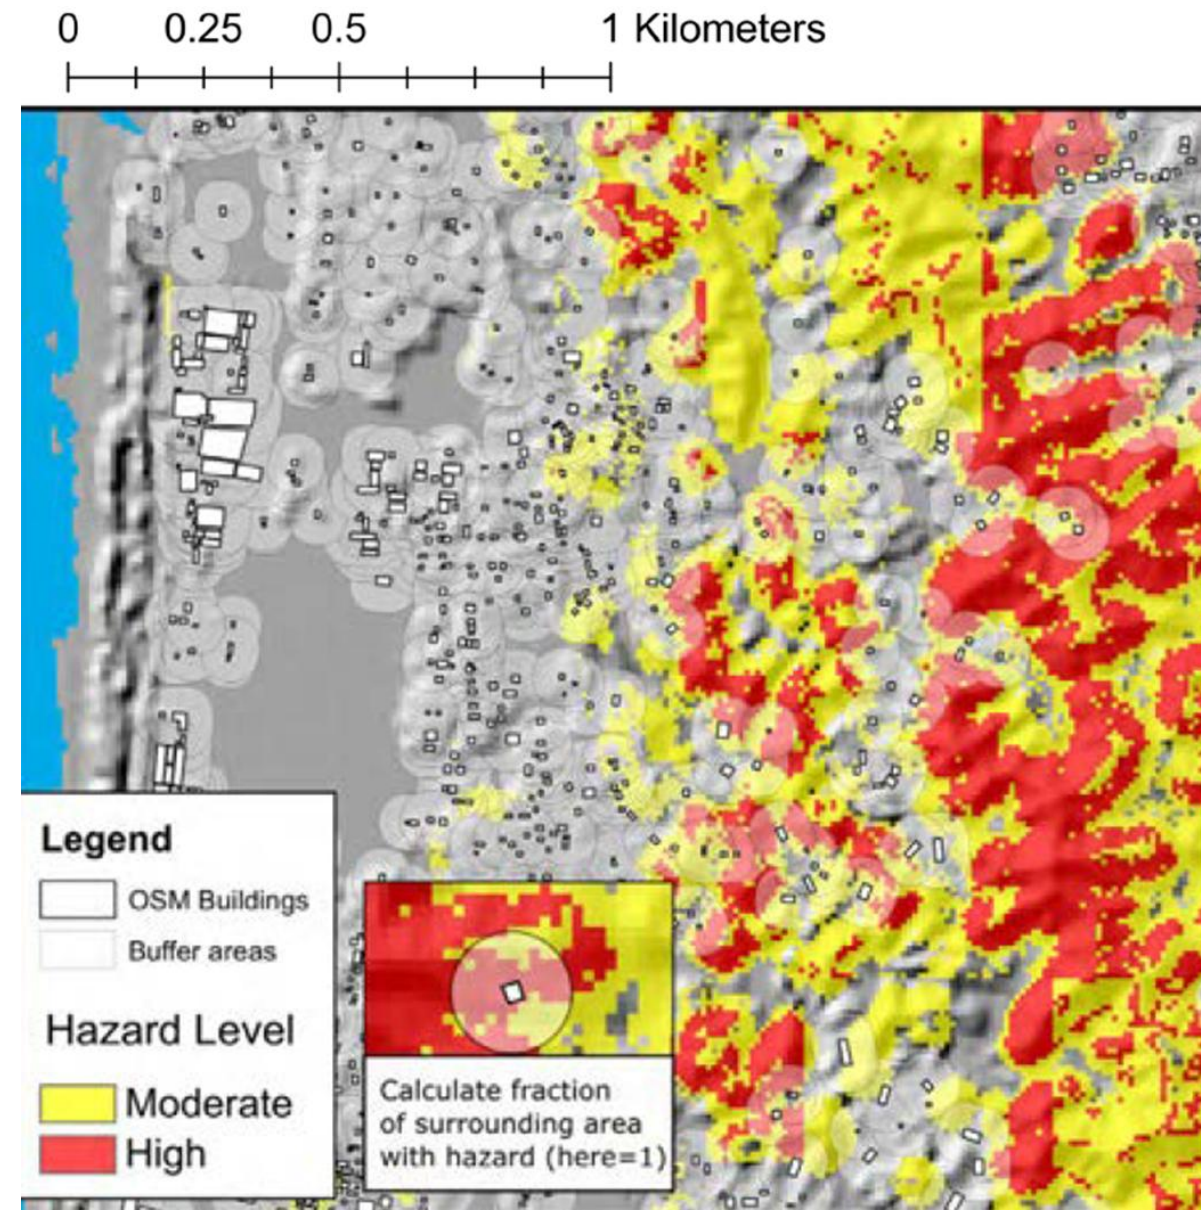 0 0.25 0.5 1 Kilometers
Legend
OSM Buildings
Buffer areas
Hazard Level
Moderate
High
Calculate fraction
of surrounding area
with hazard (here=1)